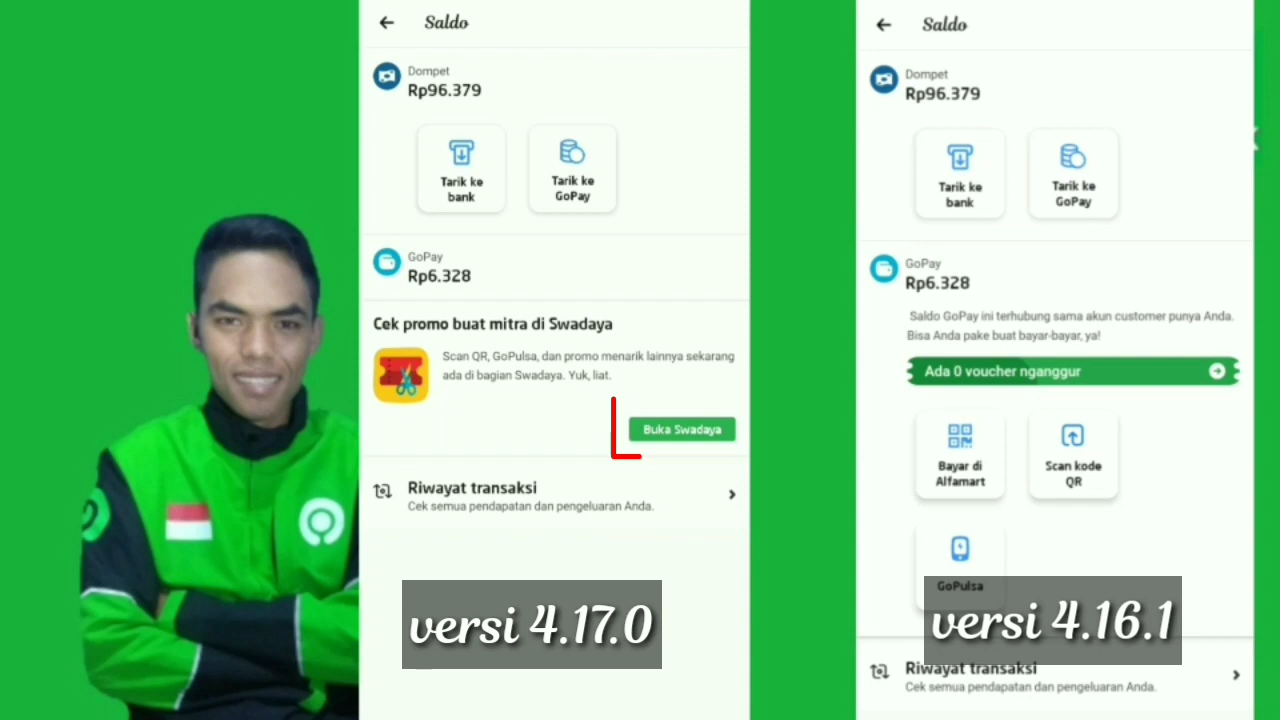 Saldo
Dompet
Rp96.379
Tarik ke
bank
Tarik ke
GoPay
GoPay
Rp6.328
Cek promo buat mitra di Swadaya
Scan QR, GoPulsa, dan promo menarik lainnya sekarang
ada di bagian Swadaya. Yuk, liat.
Buka Swadaya
Riwayat transaksi
Cek semua pendapatan dan pengeluaran Anda.
versi 4.17.0
Saldo
Dompet
Rp96.379
Tarik ke
bank
Tarik ke
GoPay
GoPay
Rp6.328
Saldo GoPay ini terhubung sama akun customer punya Anda.
Bisa Anda pake buat bayar-bayar, ya!
Ada 0 voucher nganggur
Bayar di
Alfamart
Scan kode
QR
GoPulsa
versi 4.16.1
Riwayat transaksi
Cek semua pendapatan dan pengeluaran Anda.